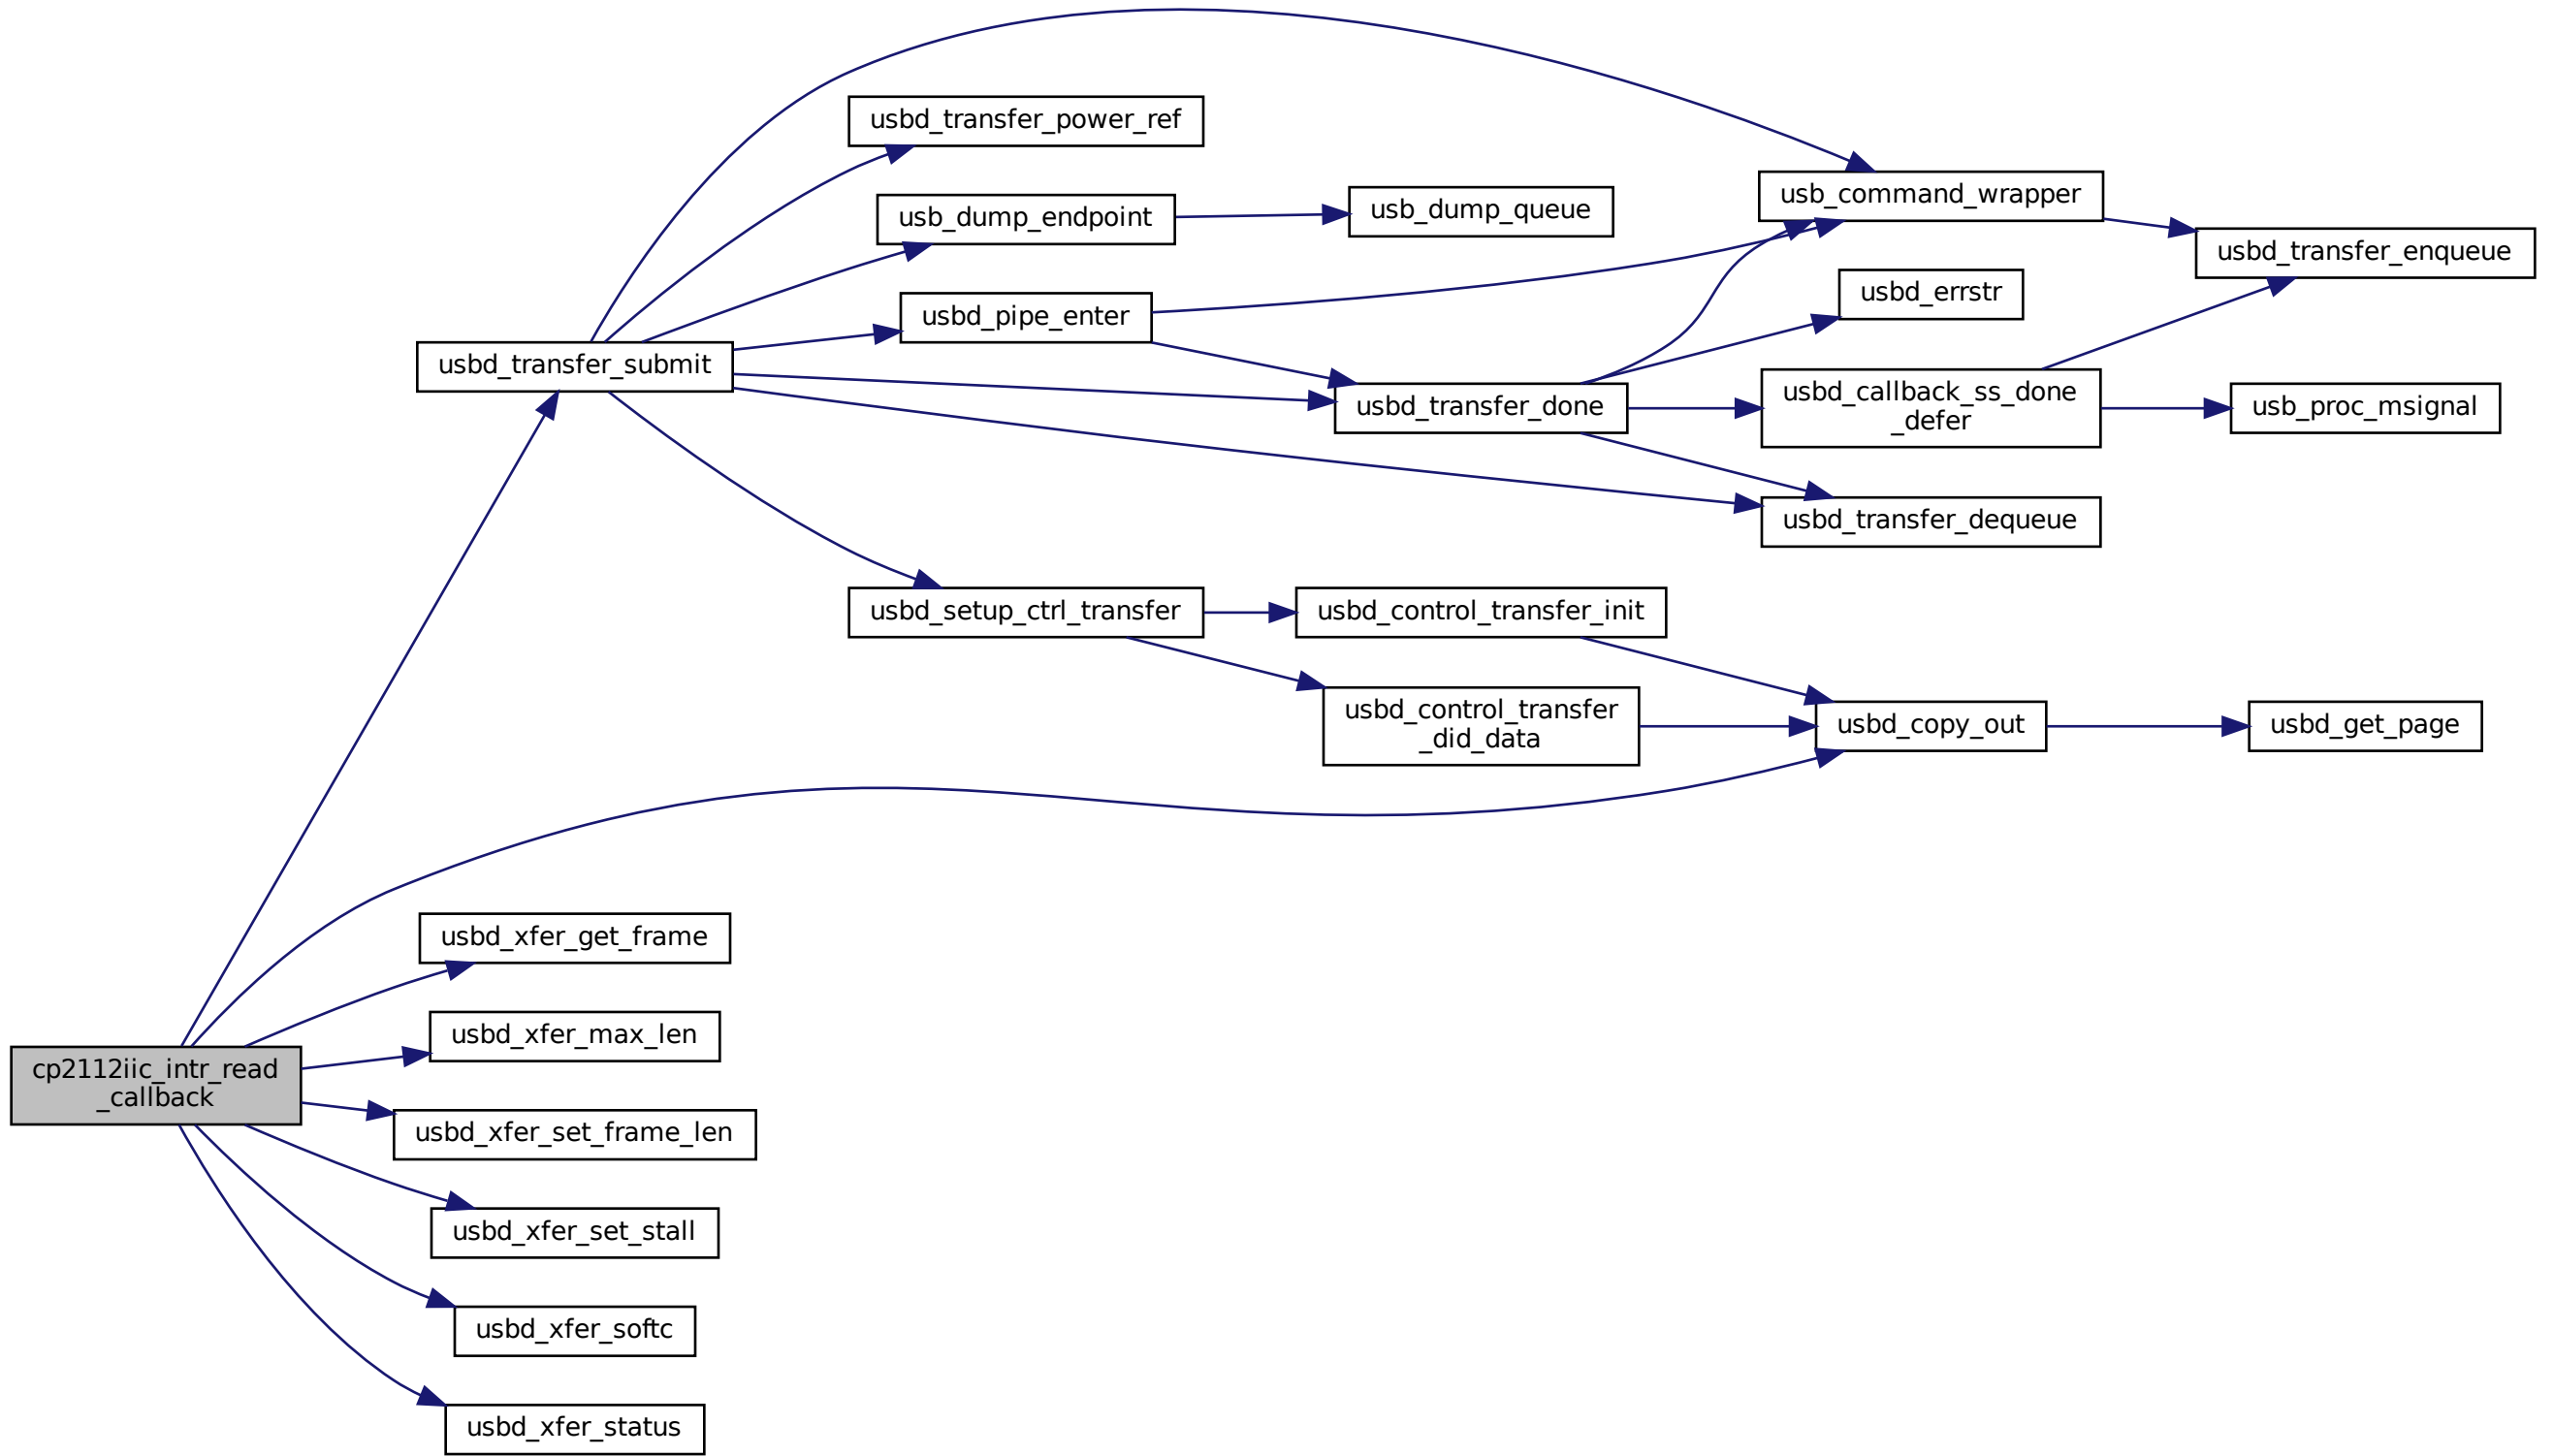 usbd_transfer_power_ref
usb_command_wrapper
usb_dump_endpoint
usb_dump_queue
usbd_transfer_enqueue
usbd_errstr
usbd_pipe_enter
usbd_transfer_submit
usbd_transfer_done
usbd_callback_ss_done
_defer
usb_proc_msignal
usbd_transfer_dequeue
usbd_setup_ctrl_transfer
usbd_control_transfer_init
usbd_control_transfer
_did_data
usbd_copy_out
usbd_get_page
usbd_xfer_get_frame
usbd_xfer_max_len
cp2112iic_intr_read
_callback
usbd_xfer_set_frame_len
usbd_xfer_set_stall
usbd_xfer_softc
usbd_xfer_status